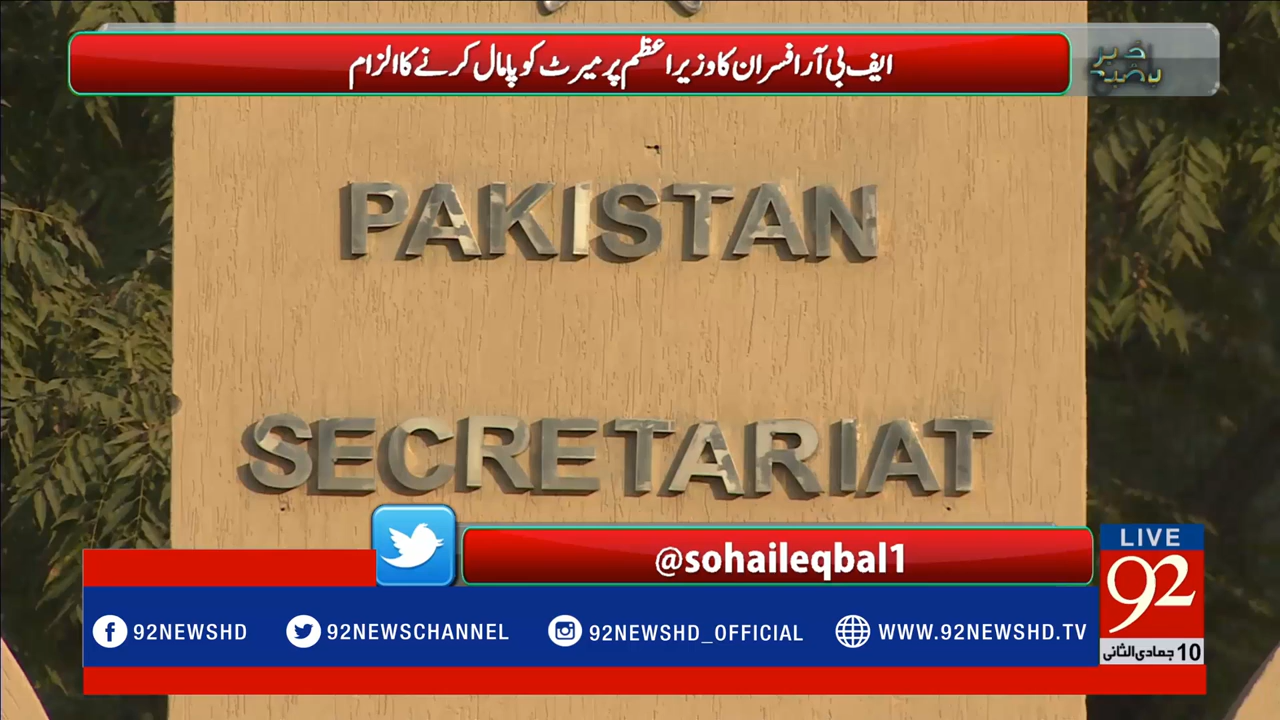 ایف بی آر افسران کا وزیراعظم پر میرٹ کو پامال کرنے کا الزام
PAKISTAN
SECRETARIAT
@sohaileqbal1
LIVE
92
92NEWSHD
92NEWSCHANNEL
92NEWSHD_OFFICIAL
WWW.92NEWSHD.TV
10 جمادی الثانی